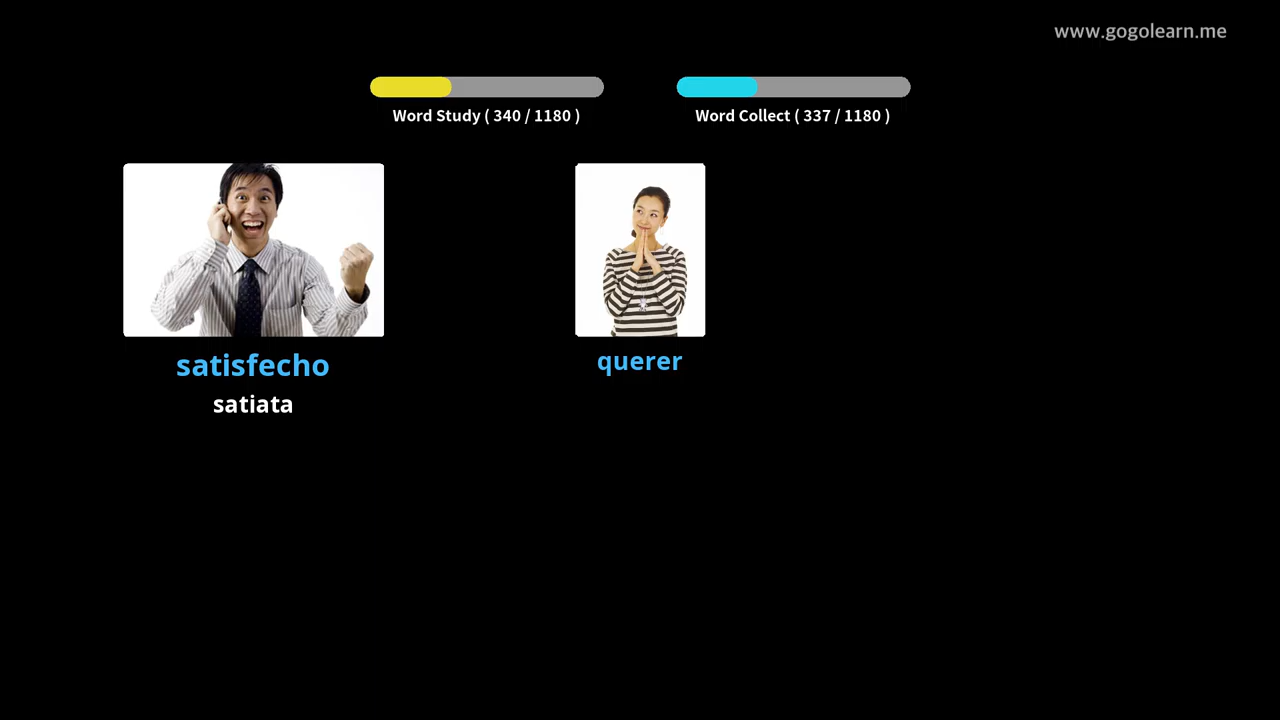 www.gogolearn.me
Word Study ( 340 / 1180 )
Word Collect ( 337 / 1180 )
satisfecho
satiata
querer